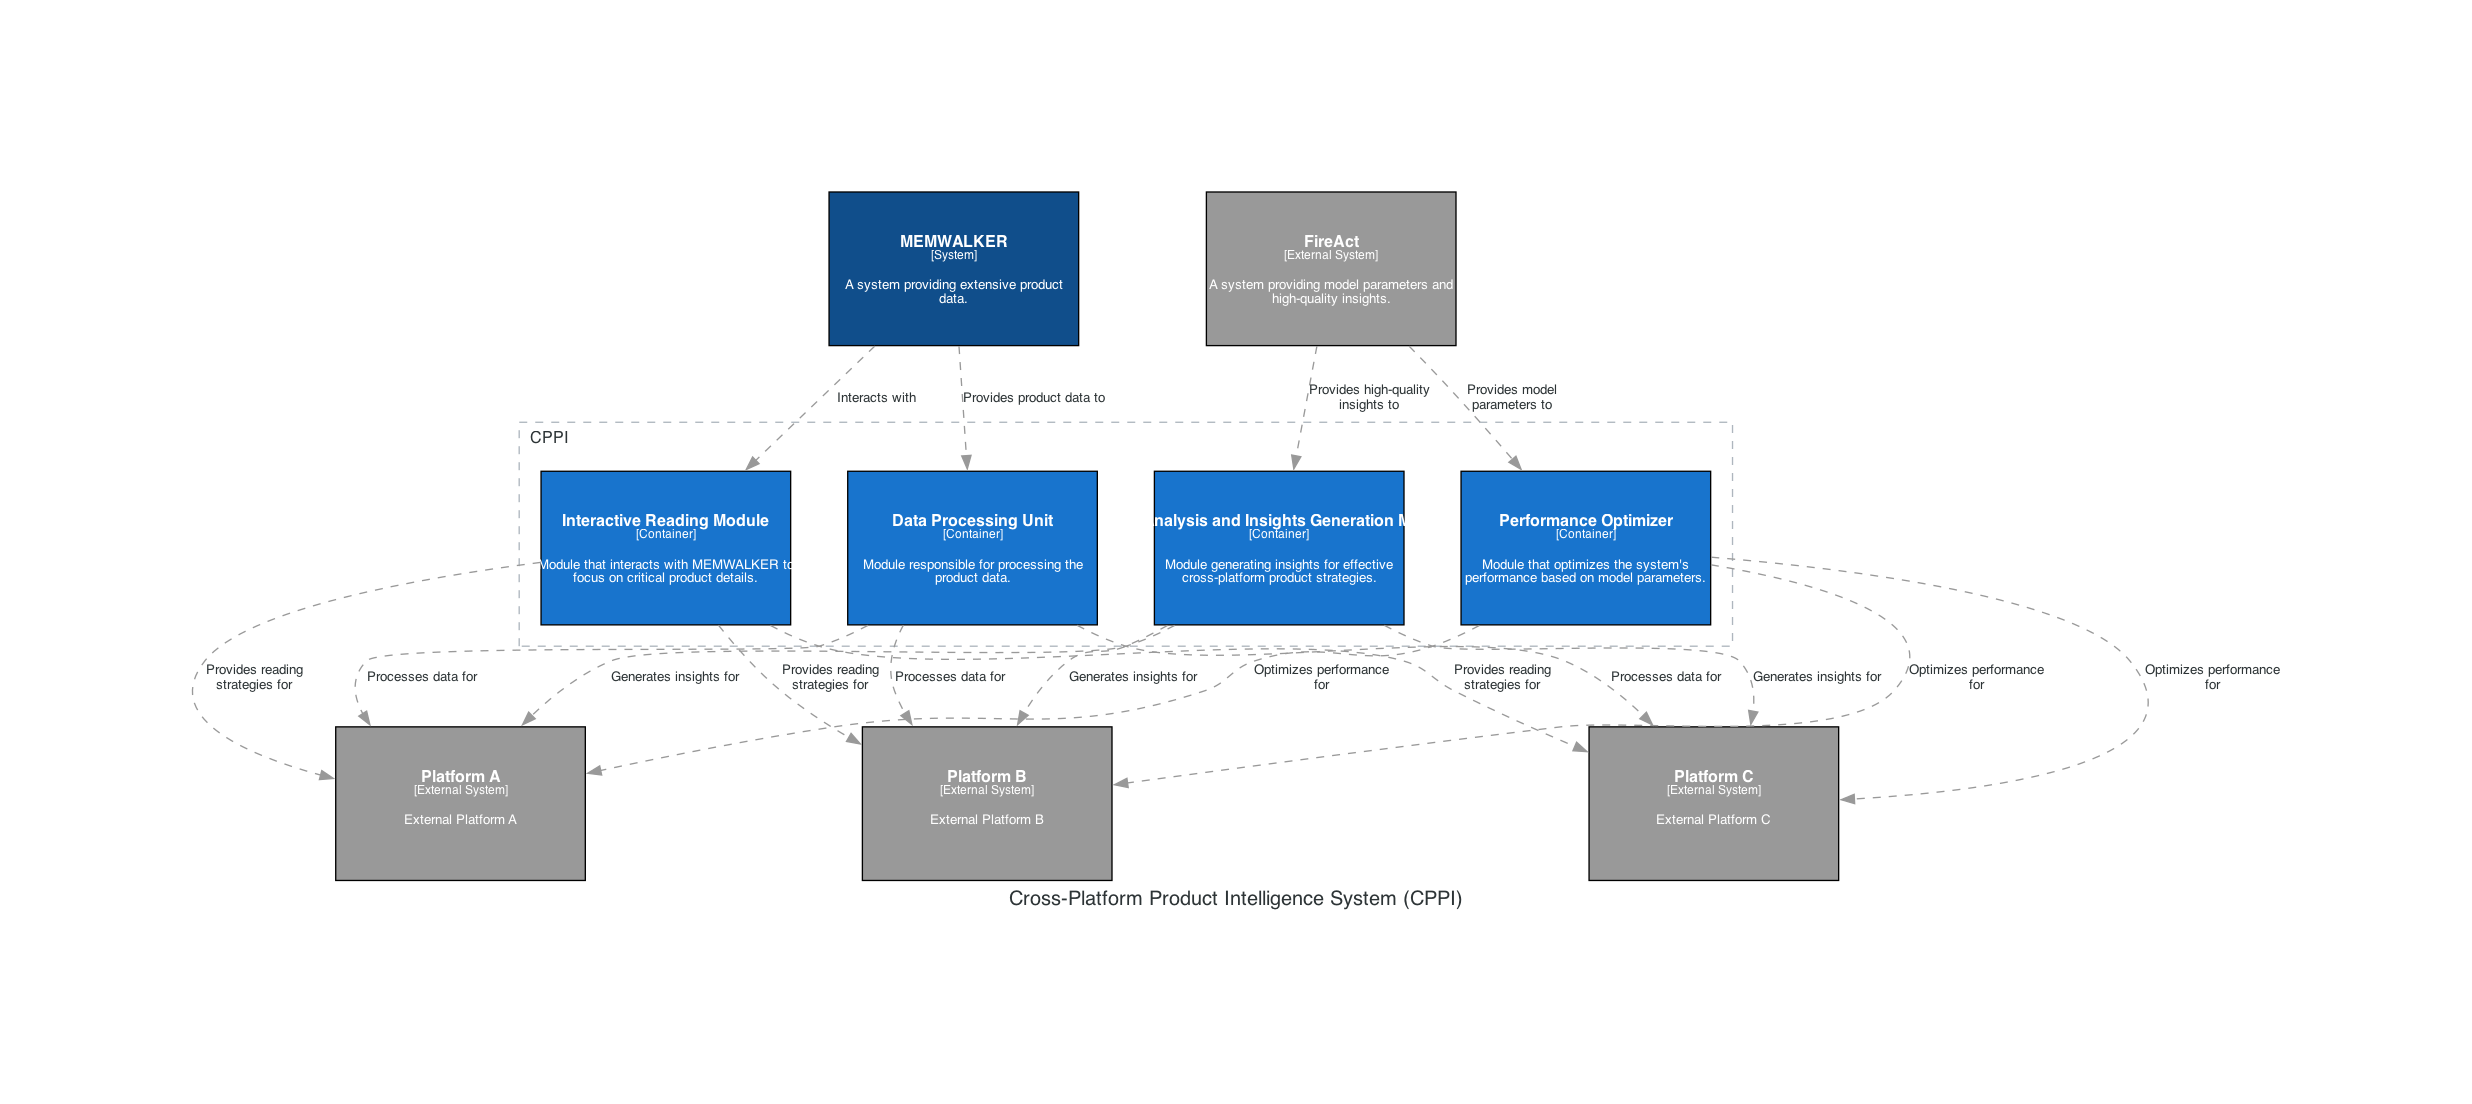 MEMWALKER
[System]
A system providing extensive product
data.
FireAct
[External System]
A system providing model parameters and
high-quality insights.
Interacts with
Provides product data to
Provides high-quality
insights to
Provides model
parameters to
CPPI
Interactive Reading Module
[Container]
Module that interacts with MEMWALKER to
focus on critical product details.
Data Processing Unit
[Container]
Module responsible for processing the
product data.
nalysis and Insights Generation M
[Container]
Module generating insights for effective
cross-platform product strategies.
Performance Optimizer
[Container]
Module that optimizes the system's
performance based on model parameters.
Provides reading
strategies for
Processes data for
Generates insights for
Provides reading
strategies for
Processes data for
Generates insights for
Optimizes performance
for
Provides reading
strategies for
Processes data for
Generates insights for
Optimizes performance
for
Optimizes performance
for
Platform A
[External System]
External Platform A
Platform B
[External System]
External Platform B
Platform C
[External System]
External Platform C
Cross-Platform Product Intelligence System (CPPI)